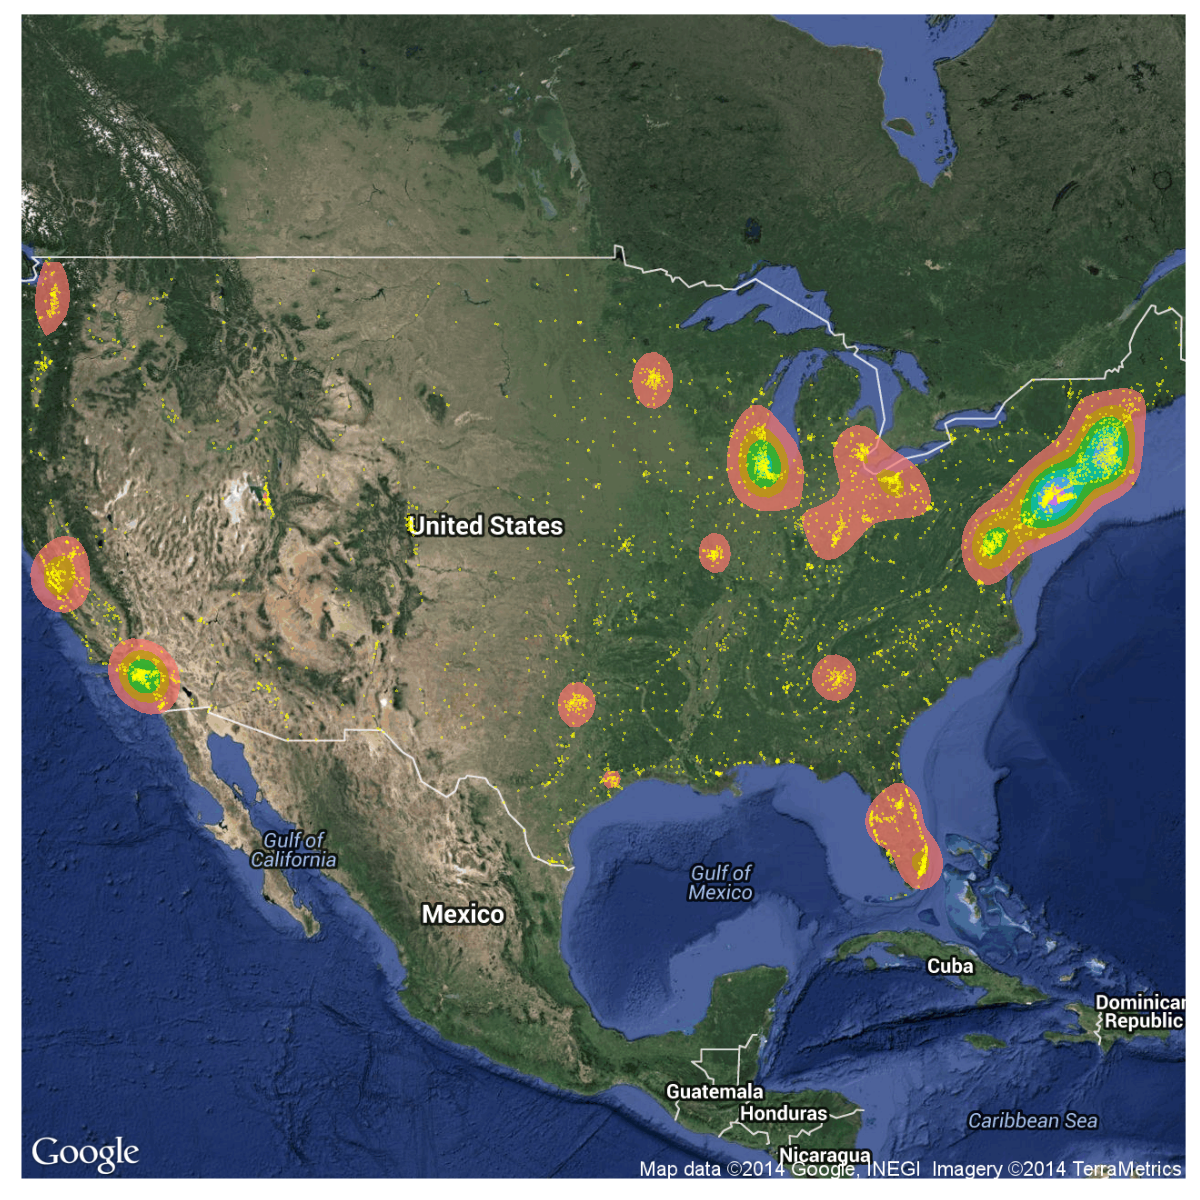 United States
Gulf of
California
Gulf of
Mexico
Mexico
Cuba
Dominican
Republic
Guatemala
Honduras
Caribbean Sea
Nicaragua
Google
Map data ©2014 Google, INEGI Imagery ©2014 TerraMetrics